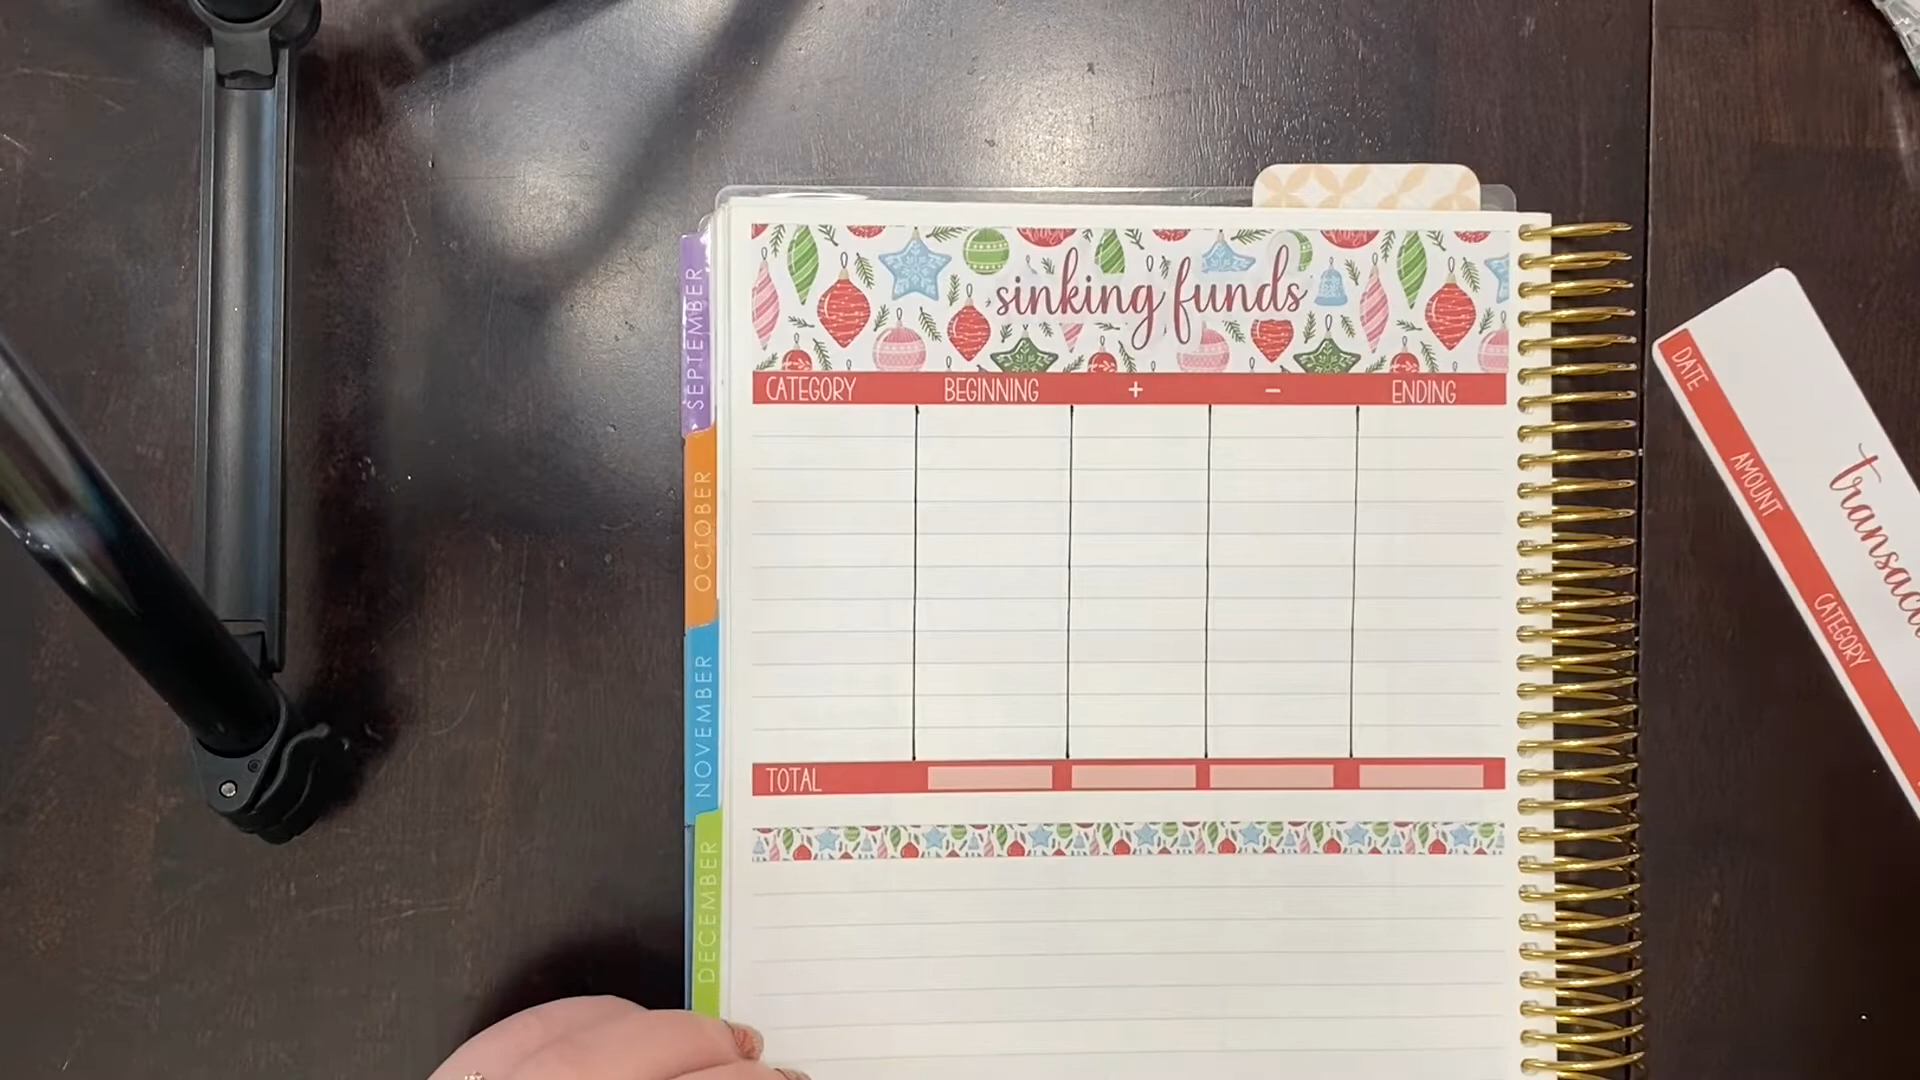 sinking funds
CATEGORY BEGINNING + - ENDING
TOTAL
SEPTEMBER
OCTOBER
NOVEMBER
DECEMBER
DATE AMOUNT CATEGORY